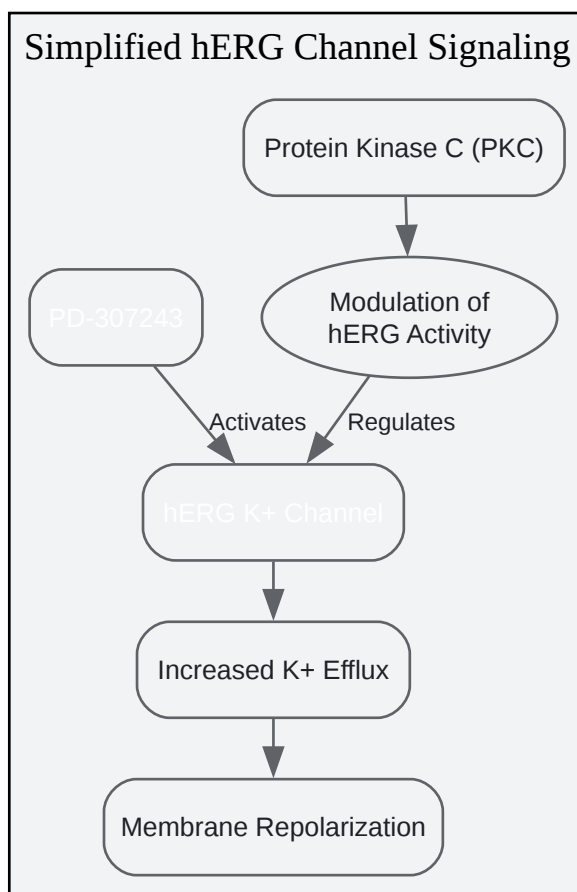 Simplified hERG Channel Signaling
Protein Kinase C (PKC)
PD-307243
Modulation of
hERG Activity
Activates
Regulates
hERG K+ Channel
Increased K+ Efflux
Membrane Repolarization